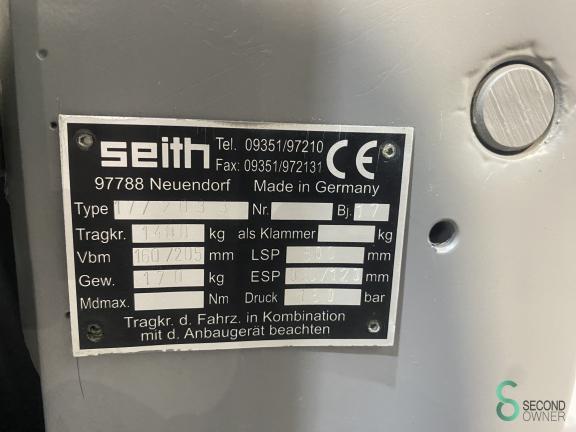 seith Tel. 09351/97210
Fax: 09351/972131 CE
97788 Neuendorf Made in Germany
Type Nr. Bj. 17
Tragkr. kg als Klammer kg
Vbm 160/205 mm LSP mm
Gew. 170 kg ESP mm
Mdmax. Nm Druck bar
Tragkr. d. Fahrz. in Kombination
mit d. Anbaugerät beachten
SECOND
OWNER